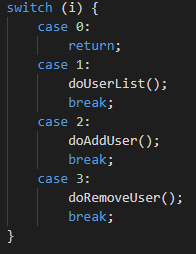 switch (i) {
    case 0:
        return;
    case 1:
        doUserList();
        break;
    case 2:
        doAddUser();
        break;
    case 3:
        doRemoveUser();
        break;
}